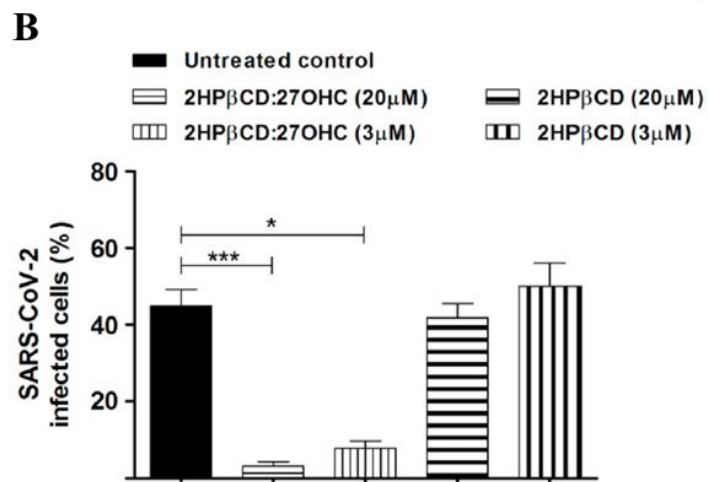 B
Untreated control
2HPβCD:27OHC (20μM) 2HPβCD (20μM)
2HPβCD:27OHC (3μM) 2HPβCD (3μM)
80
60
40
20
SARS-CoV-2
infected cells (%)
*
***